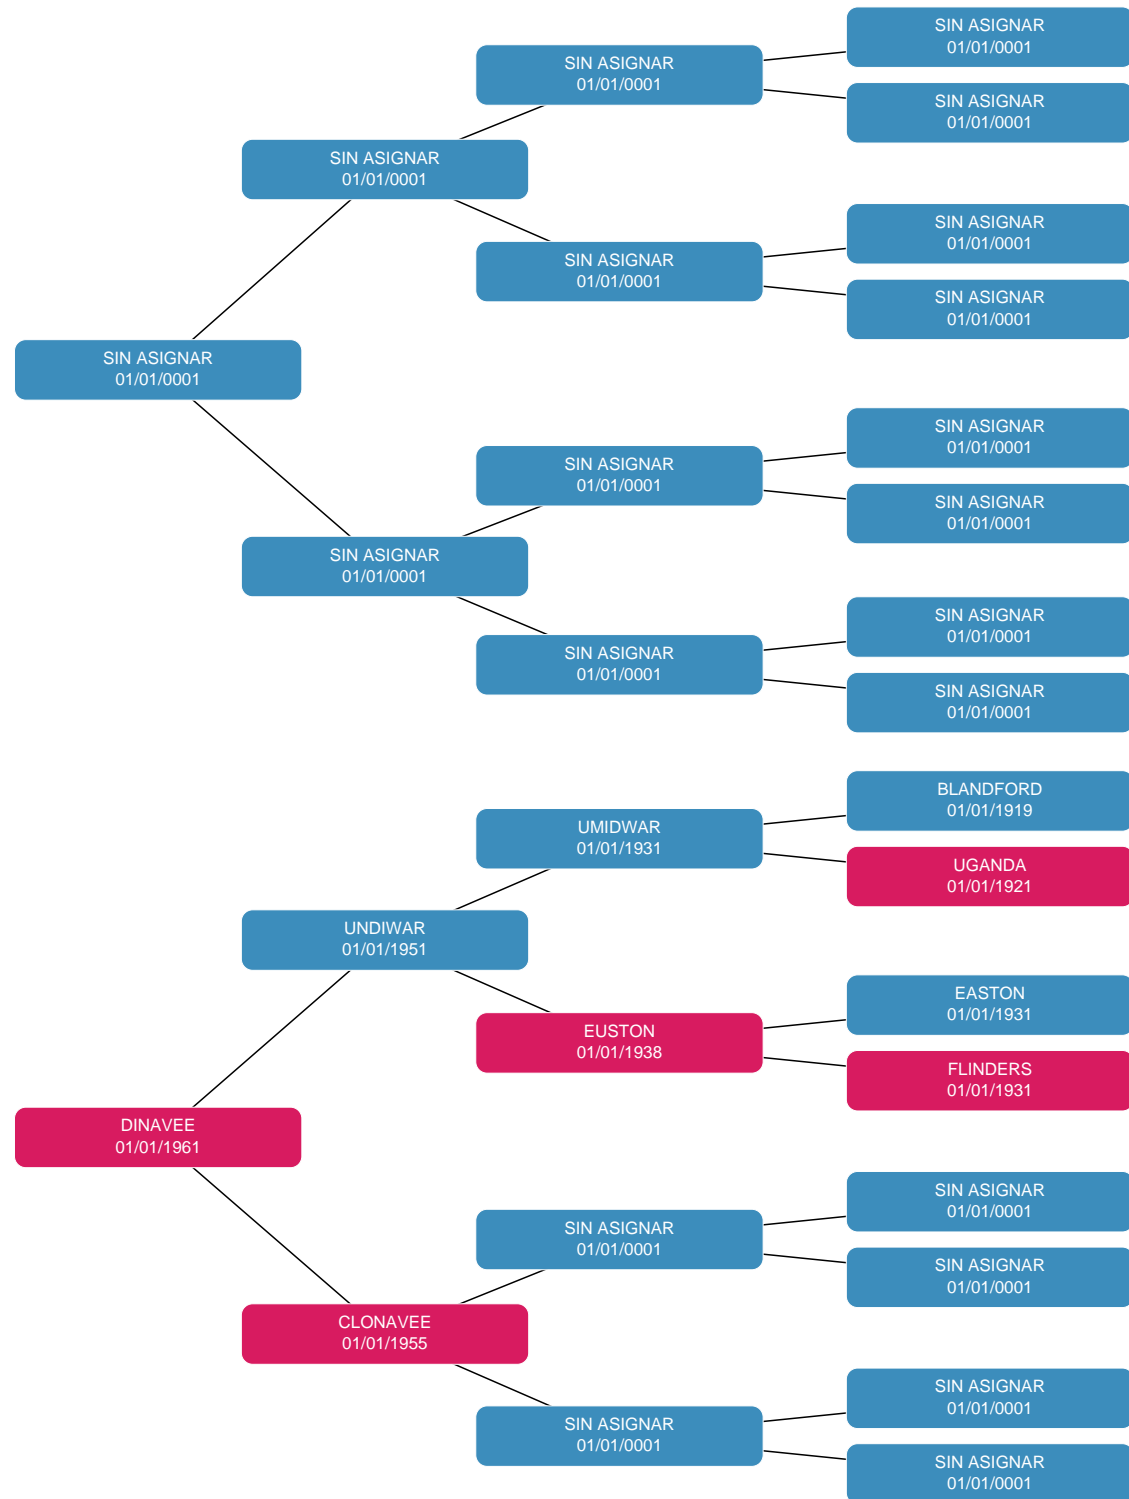 SIN ASIGNAR
01/01/0001
SIN ASIGNAR
01/01/0001
SIN ASIGNAR
01/01/0001
SIN ASIGNAR
01/01/0001
SIN ASIGNAR
01/01/0001
SIN ASIGNAR
01/01/0001
SIN ASIGNAR
01/01/0001
SIN ASIGNAR
01/01/0001
SIN ASIGNAR
01/01/0001
SIN ASIGNAR
01/01/0001
SIN ASIGNAR
01/01/0001
SIN ASIGNAR
01/01/0001
SIN ASIGNAR
01/01/0001
SIN ASIGNAR
01/01/0001
SIN ASIGNAR
01/01/0001
BLANDFORD
01/01/1919
UMIDWAR
01/01/1931
UGANDA
01/01/1921
UNDIWAR
01/01/1951
EASTON
01/01/1931
EUSTON
01/01/1938
FLINDERS
01/01/1931
DINAVEE
01/01/1961
SIN ASIGNAR
01/01/0001
SIN ASIGNAR
01/01/0001
SIN ASIGNAR
01/01/0001
CLONAVEE
01/01/1955
SIN ASIGNAR
01/01/0001
SIN ASIGNAR
01/01/0001
SIN ASIGNAR
01/01/0001